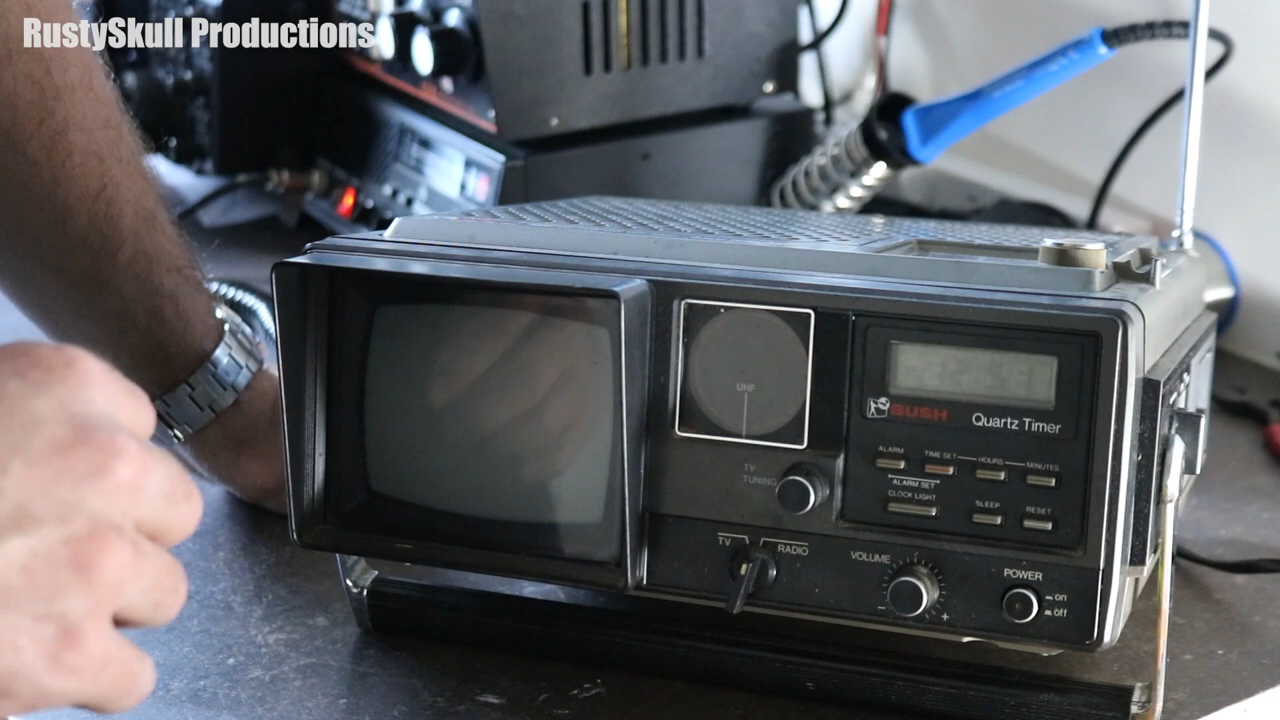 RustySkull Productions
UHF
BUSH
Quartz Timer
TV
TUNING
ALARM
TIME SET
HOURS
MINUTES
ALARM SET
CLOCK LIGHT
SLEEP
RESET
TV
RADIO
VOLUME
- +
POWER
on
off